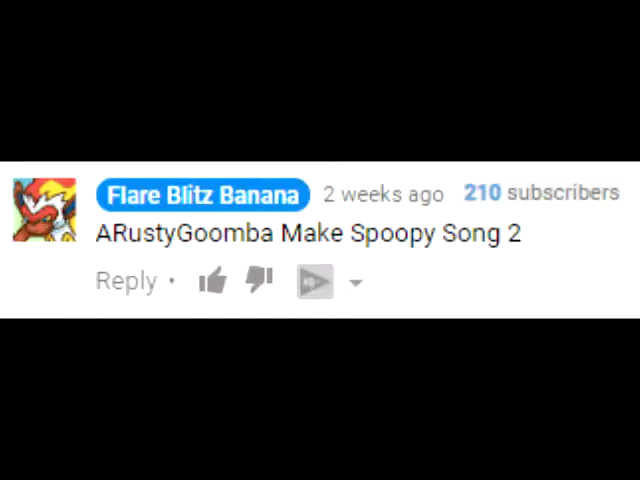 Flare Blitz Banana 2 weeks ago 210 subscribers
ARustyGoomba Make Spoopy Song 2
Reply •